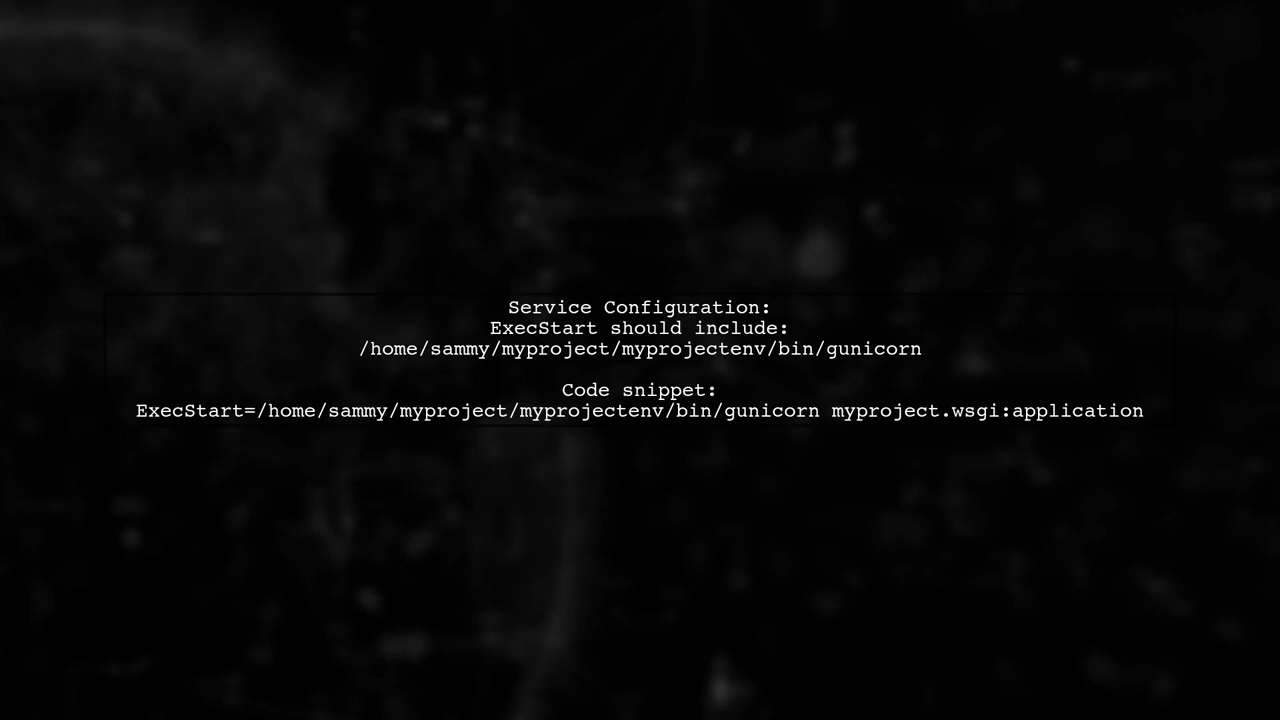 Service Configuration:
ExecStart should include:
/home/sammy/myproject/myprojectenv/bin/gunicorn
Code snippet:
ExecStart=/home/sammy/myproject/myprojectenv/bin/gunicorn myproject.wsgi:application